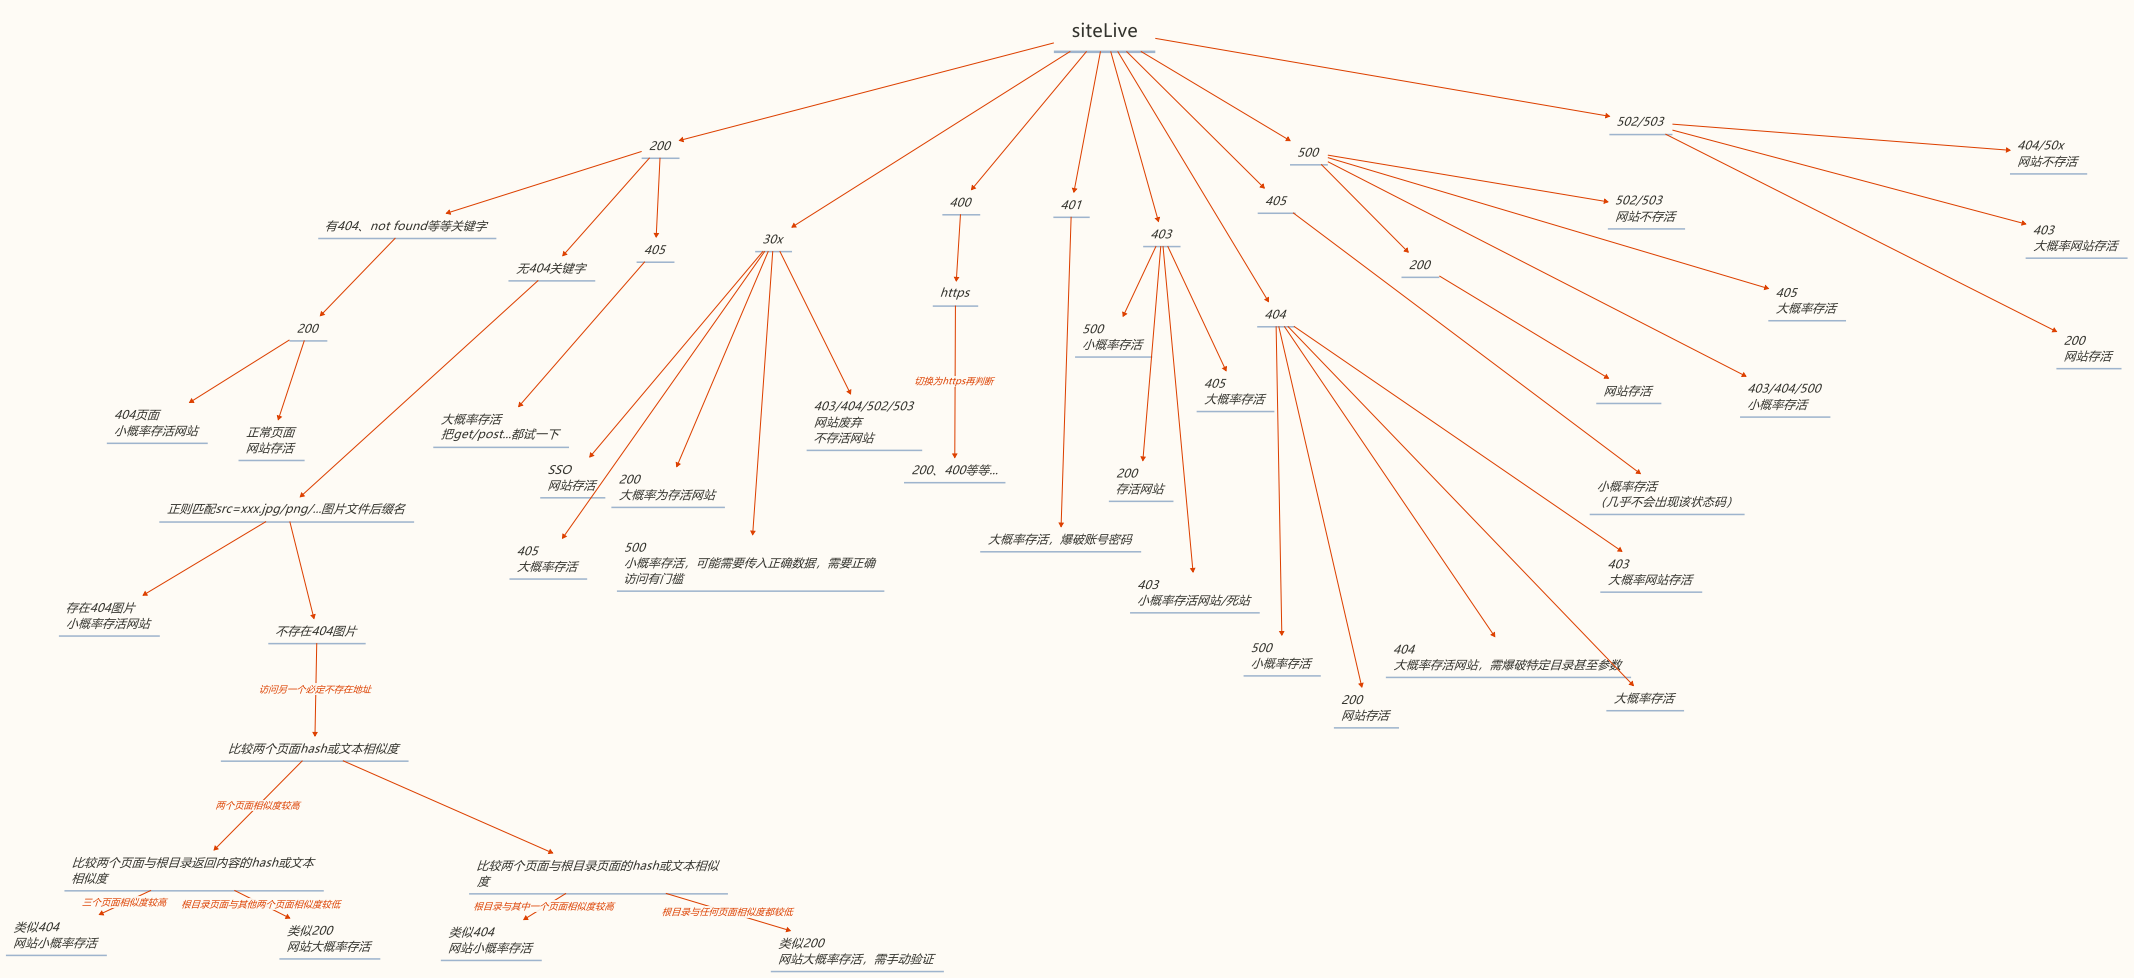 siteLive
502/503
404/50x
网站不存活
200
500
502/503
网站不存活
400
401
405
有404、not found等等关键字
403
403
大概率网站存活
30x
405
无404关键字
200
https
405
大概率存活
404
200
500
小概率存活
200
网站存活
切换为https再判断
405
大概率存活
网站存活
403/404/500
小概率存活
403/404/502/503
网站废弃
不存活网站
404页面
小概率存活网站
大概率存活
把get/post...都试一下
正常页面
网站存活
SSO
网站存活
200
大概率为存活网站
200、400等等...
200
存活网站
小概率存活
（几乎不会出现该状态码）
正则匹配src=xxx.jpg/png/...图片文件后缀名
大概率存活，爆破账号密码
405
大概率存活
500
小概率存活，可能需要传入正确数据，需要正确
访问有门槛
403
大概率网站存活
403
小概率存活网站/死站
存在404图片
小概率存活网站
不存在404图片
500
小概率存活
404
大概率存活网站，需爆破特定目录甚至参数
访问另一个必定不存在地址
200
网站存活
大概率存活
比较两个页面hash或文本相似度
两个页面相似度较高
比较两个页面与根目录返回内容的hash或文本
相似度
比较两个页面与根目录页面的hash或文本相似
度
三个页面相似度较高
根目录页面与其他两个页面相似度较低
根目录与其中一个页面相似度较高
根目录与任何页面相似度都较低
类似404
网站小概率存活
类似200
网站大概率存活
类似404
网站小概率存活
类似200
网站大概率存活，需手动验证